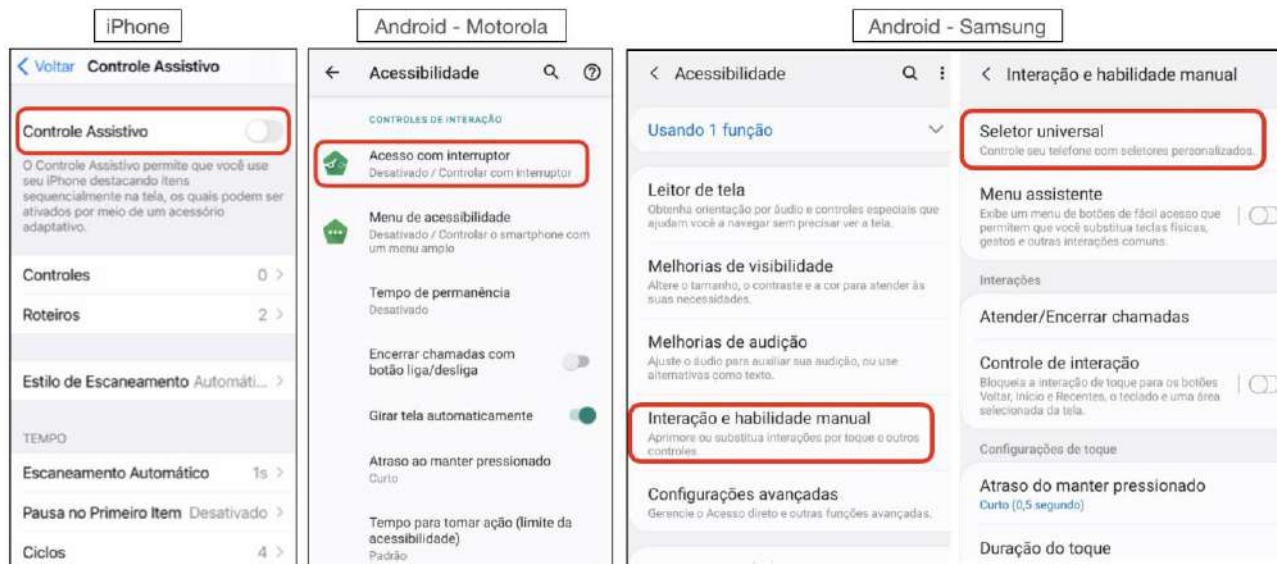 iPhone
Android - Motorola
Android - Samsung
Voltar Controle Assistivo
Controle Assistivo
O Controle Assistivo permite que você use
seu iPhone destacando itens
sequencialmente na tela, os quais podem ser
ativados por meio de um acessório
adaptativo.
Controles 0
Roteiros 2
Estilo de Escaneamento Automáti...
TEMPO
Escaneamento Automático 1s
Pausa no Primeiro Item Desativado
Ciclos 4
Acessibilidade
CONTROLES DE INTERAÇÃO
Acesso com interruptor
Desativado / Controlar com interruptor
Menu de acessibilidade
Desativado / Controlar o smartphone com
um menu amplo
Tempo de permanência
Desativado
Encerrar chamadas com
botão liga/desliga
Girar tela automaticamente
Atraso ao manter pressionado
Curto
Tempo para tomar ação (limite da
acessibilidade)
Padrão
Acessibilidade
Usando 1 função
Leitor de tela
Obtenha orientação por áudio e controles especiais que
ajudam você a navegar sem precisar ver a tela.
Melhorias de visibilidade
Altere o tamanho, o contraste e a cor para atender às
suas necessidades.
Melhorias de audição
Ajuste o áudio para auxiliar sua audição, ou use
alternativas como texto.
Interação e habilidade manual
Aprimore ou substitua interações por toque e outros
controles.
Configurações avançadas
Gerencie o Acesso direto e outras funções avançadas.
Interação e habilidade manual
Seletor universal
Controle seu telefone com seletores personalizados.
Menu assistente
Exibe um menu de botões de fácil acesso que
permitem que você substitua teclas físicas,
gestos e outras interações comuns.
Interações
Atender/Encerrar chamadas
Controle de interação
Bloqueia a interação de toque para os botões
Voltar, Início e Recentes, o teclado e uma área
selecionada da tela.
Configurações de toque
Atraso do manter pressionado
Curto (0,5 segundo)
Duração do toque